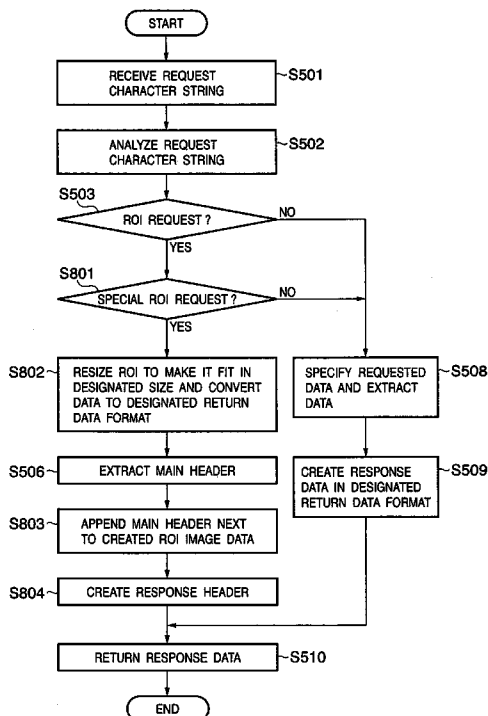 START
RECEIVE REQUEST
CHARACTER STRING
S501
ANALYZE REQUEST
CHARACTER STRING
S502
S503
ROI REQUEST?
NO
YES
S801
SPECIAL ROI REQUEST?
NO
YES
S802
RESIZE ROI TO MAKE IT FIT IN
DESIGNATED SIZE AND CONVERT
DATA TO DESIGNATED RETURN
DATA FORMAT
SPECIFY REQUESTED
DATA AND EXTRACT
DATA
S508
S506
EXTRACT MAIN HEADER
CREATE RESPONSE
DATA IN DESIGNATED
RETURN DATA FORMAT
S509
S803
APPEND MAIN HEADER NEXT
TO CREATED ROI IMAGE DATA
S804
CREATE RESPONSE HEADER
RETURN RESPONSE DATA
S510
END